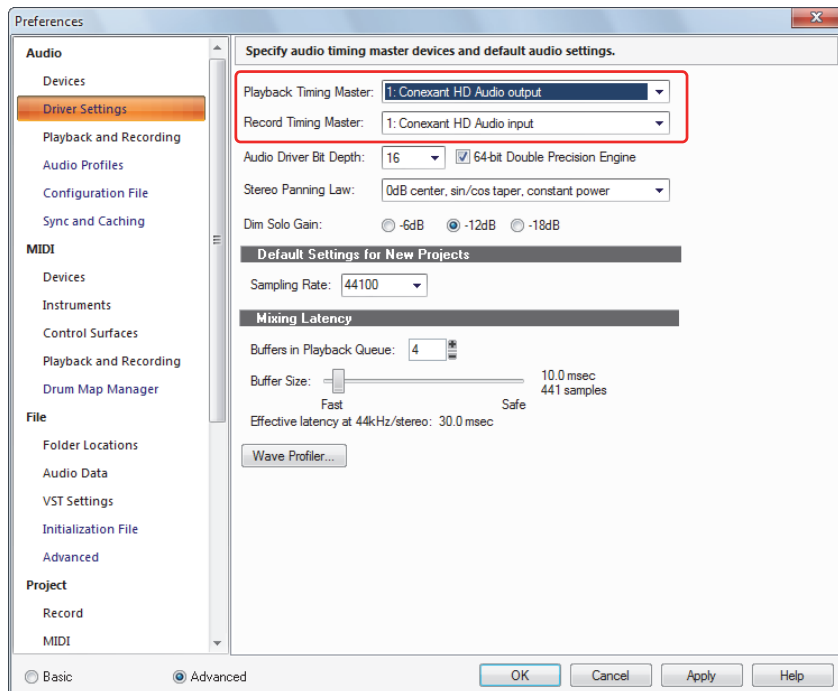 Preferences
Audio
Devices
Driver Settings
Playback and Recording
Audio Profiles
Configuration File
Sync and Caching
MIDI
Devices
Instruments
Control Surfaces
Playback and Recording
Drum Map Manager
File
Folder Locations
Audio Data
VST Settings
Initialization File
Advanced
Project
Record
MIDI
Basic
Advanced
Specify audio timing master devices and default audio settings.
Playback Timing Master: 1: Conexant HD Audio output
Record Timing Master: 1: Conexant HD Audio input
Audio Driver Bit Depth: 16 64-bit Double Precision Engine
Stereo Panning Law: 0dB center, sin/cos taper, constant power
Dim Solo Gain: -6dB -12dB -18dB
Default Settings for New Projects
Sampling Rate: 44100
Mixing Latency
Buffers in Playback Queue: 4
Buffer Size: 10.0 msec
441 samples
Fast Safe
Effective latency at 44kHz/stereo: 30.0 msec
Wave Profiler...
OK Cancel Apply Help